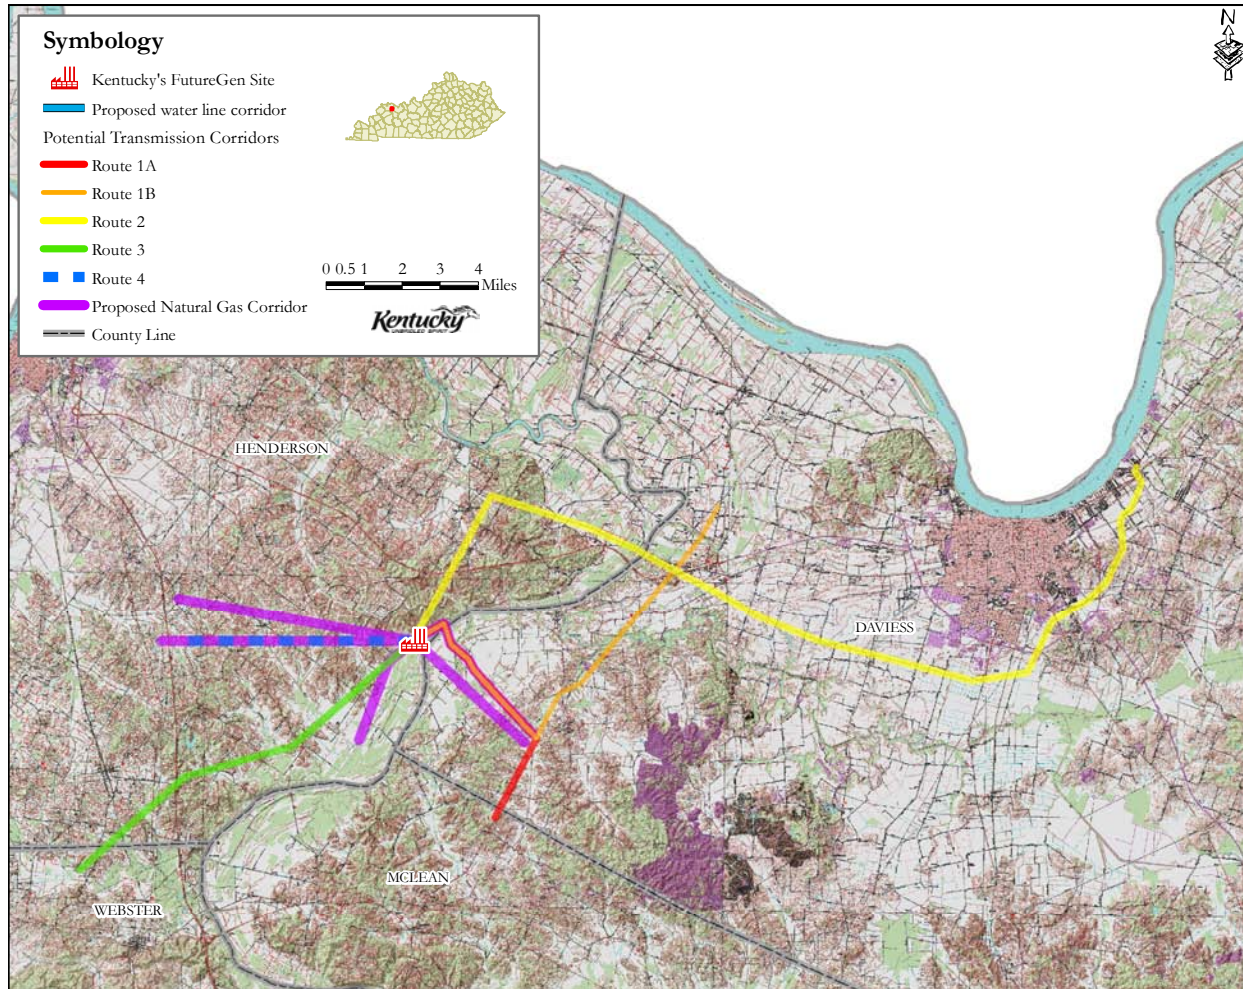 Symbology
Kentucky's FutureGen Site
Proposed water line corridor
Potential Transmission Corridors
Route 1A
Route 1B
Route 2
Route 3
Route 4
Proposed Natural Gas Corridor
County Line
0 0.5 1 2 3 4
Miles
Kentucky
UNBRIDLED SPIRIT
N
HENDERSON
DAVIESS
MCLEAN
WEBSTER